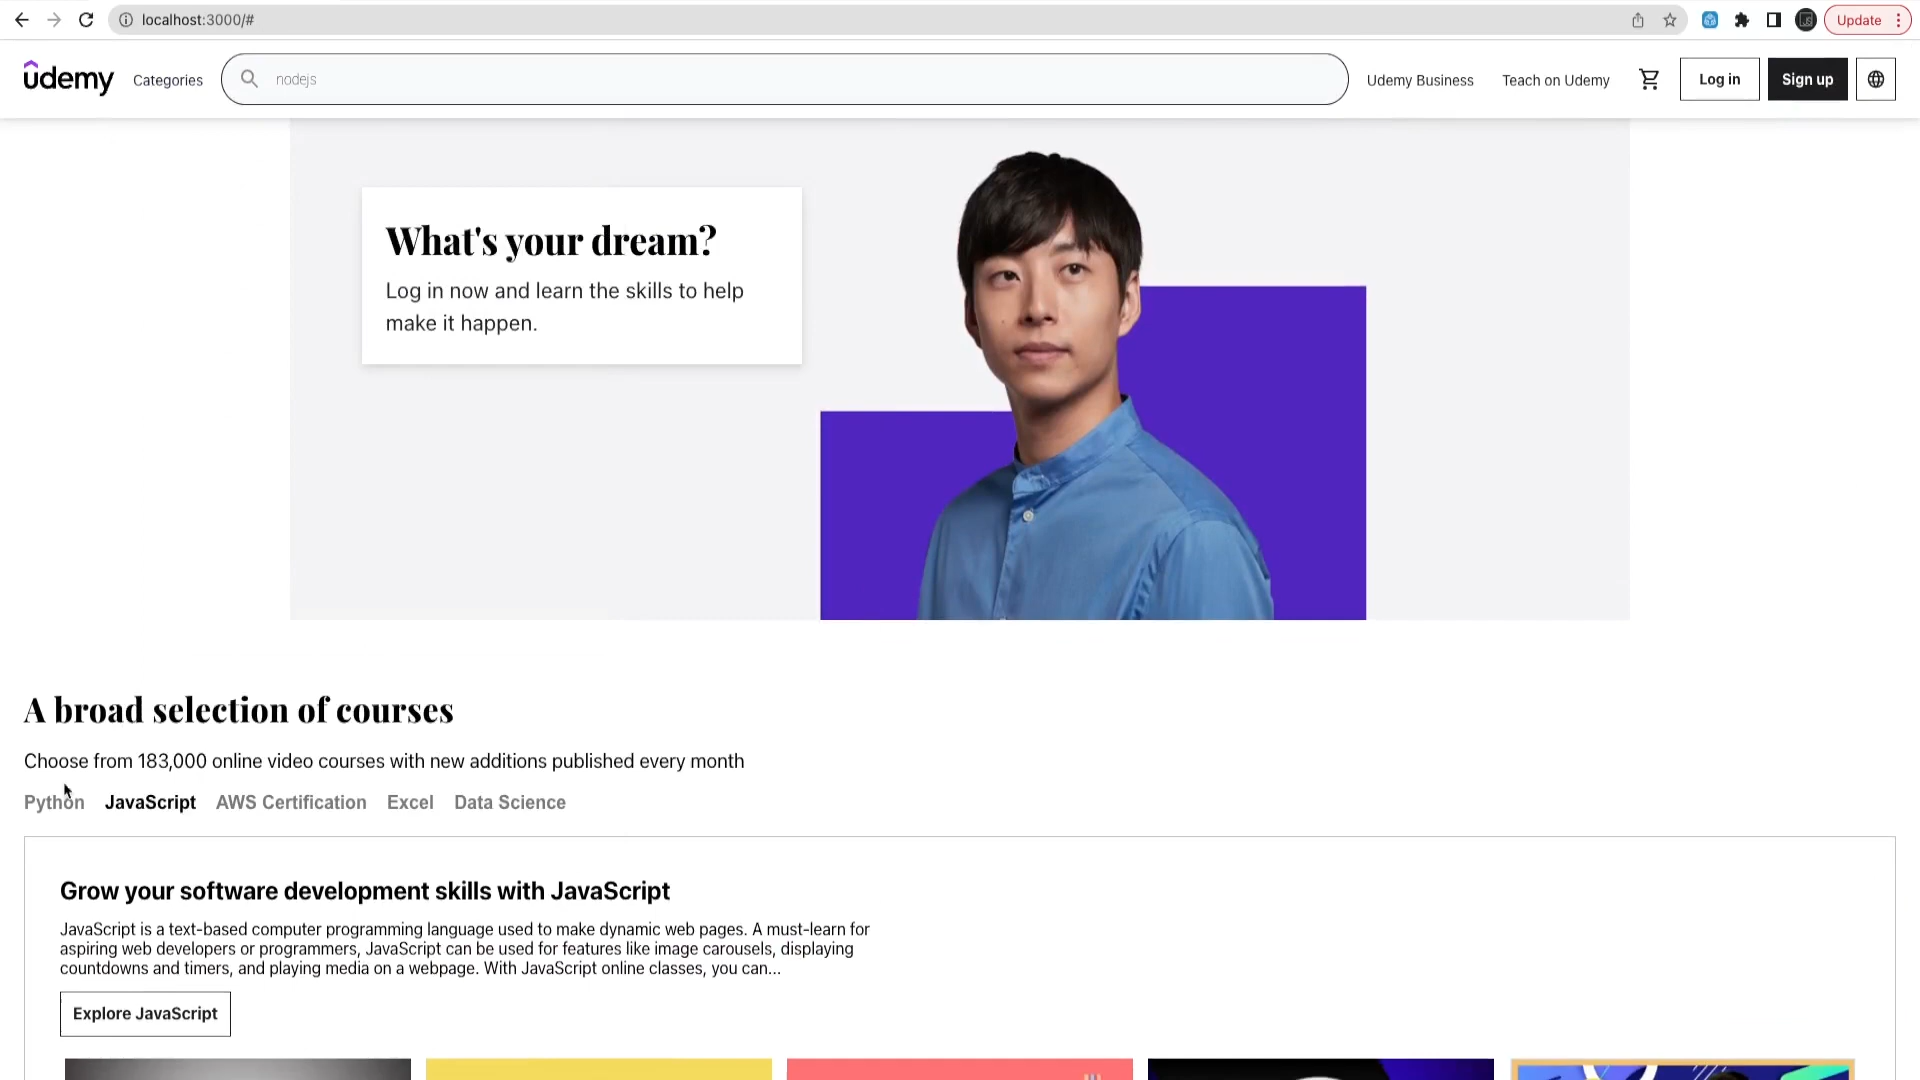 localhost:3000/#
Update
ûdemy
Categories
nodejs
Udemy Business
Teach on Udemy
Log in
Sign up
What's your dream?
Log in now and learn the skills to help
make it happen.
A broad selection of courses
Choose from 183,000 online video courses with new additions published every month
Python JavaScript AWS Certification Excel Data Science
Grow your software development skills with JavaScript
JavaScript is a text-based computer programming language used to make dynamic web pages. A must-learn for
aspiring web developers or programmers, JavaScript can be used for features like image carousels, displaying
countdowns and timers, and playing media on a webpage. With JavaScript online classes, you can...
Explore JavaScript